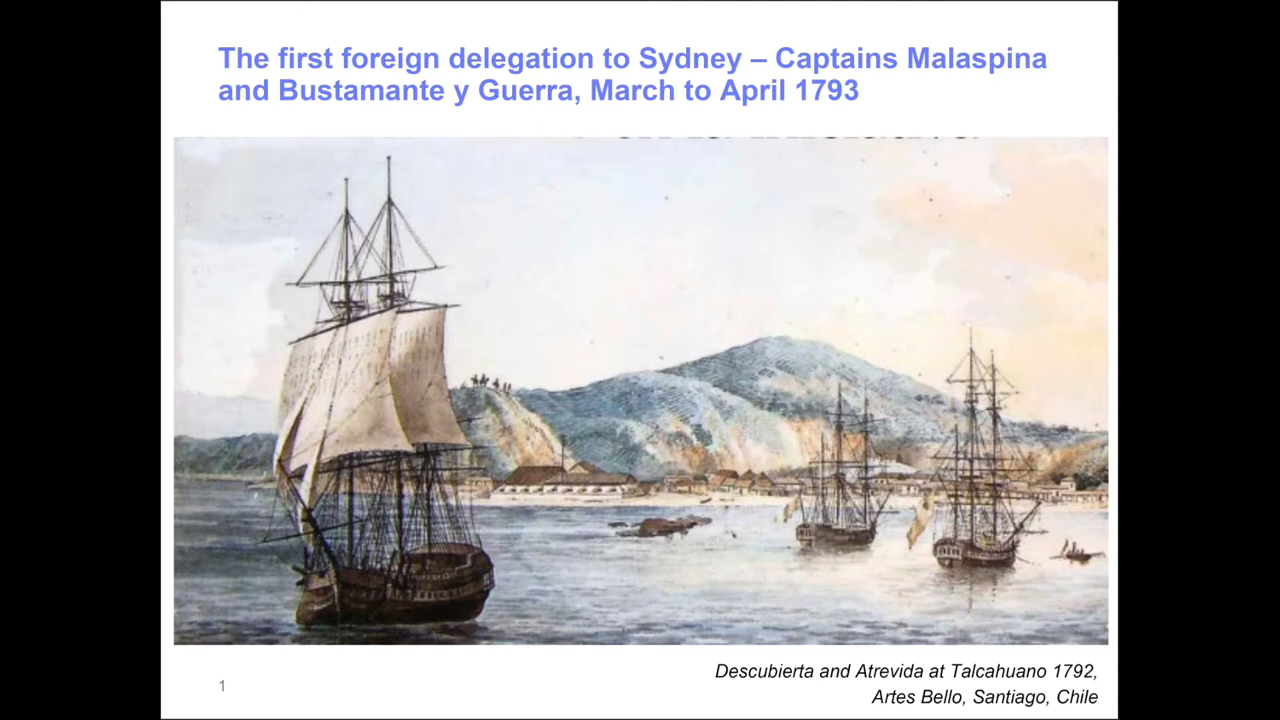 The first foreign delegation to Sydney – Captains Malaspina
and Bustamante y Guerra, March to April 1793
Descubierta and Atrevida at Talcahuano 1792,
Artes Bello, Santiago, Chile
1